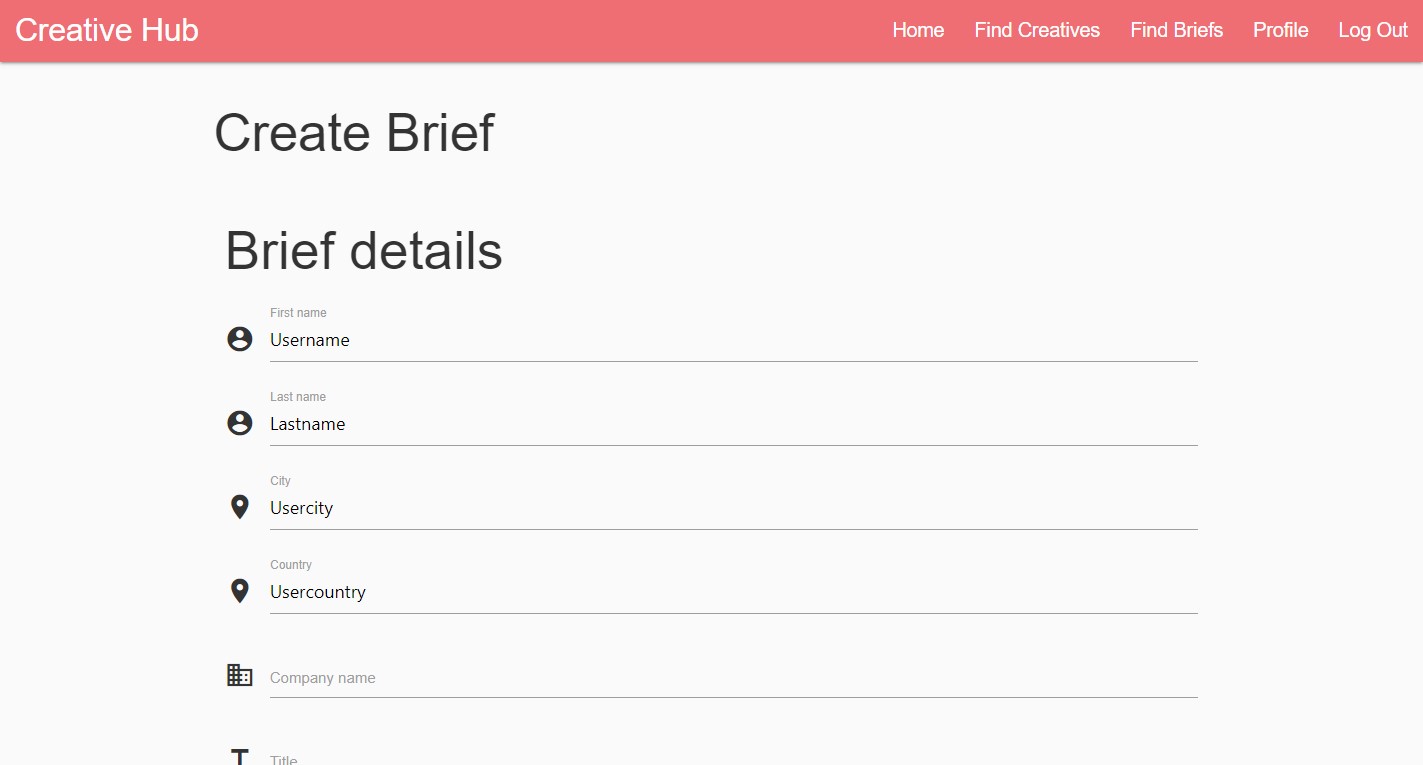 Creative Hub
Home Find Creatives Find Briefs Profile Log Out
Create Brief
Brief details
First name
Username
Last name
Lastname
City
Usercity
Country
Usercountry
Company name
Title